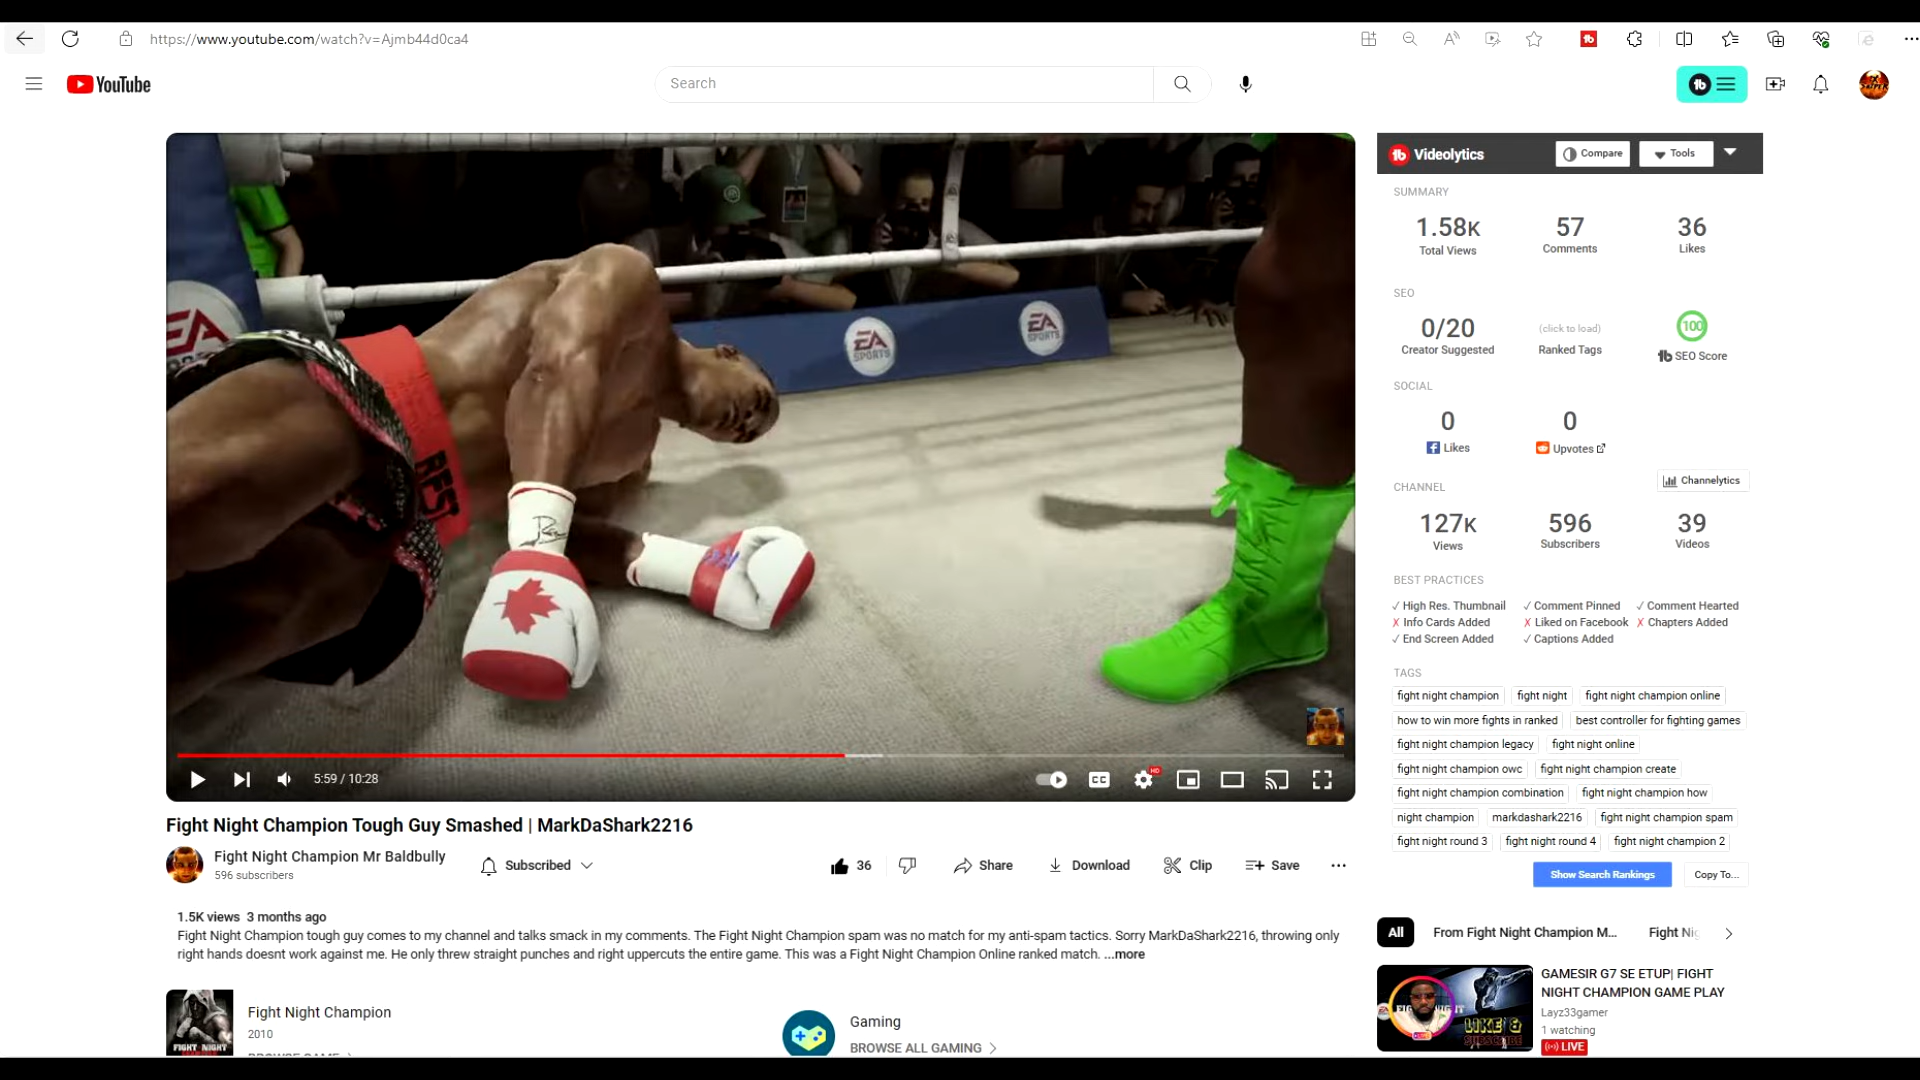 https://www.youtube.com/watch?v=Ajmb44d0ca4
YouTube
Search
EA
EA
SPORTS
EA
SPORTS
BEST
5:59 / 10:28
CC
HD
Fight Night Champion Tough Guy Smashed | MarkDaShark2216
Fight Night Champion Mr Baldbully
596 subscribers
Subscribed
36
Share
Download
Clip
Save
1.5K views 3 months ago
Fight Night Champion tough guy comes to my channel and talks smack in my comments. The Fight Night Champion spam was no match for my anti-spam tactics. Sorry MarkDaShark2216, throwing only
right hands doesnt work against me. He only threw straight punches and right uppercuts the entire game. This was a Fight Night Champion Online ranked match. ...more
FIGHT NIGHT
Fight Night Champion
2010
BROWSE GAME
Gaming
BROWSE ALL GAMING
Videolytics
Compare
Tools
SUMMARY
1.58K
57
36
Total Views
Comments
Likes
SEO
0/20
(click to load)
100
Creator Suggested
Ranked Tags
SEO Score
SOCIAL
0
0
Likes
Upvotes
CHANNEL
Channelytics
127K
596
39
Views
Subscribers
Videos
BEST PRACTICES
✓ High Res. Thumbnail ✓ Comment Pinned ✓ Comment Hearted
✗ Info Cards Added ✗ Liked on Facebook ✗ Chapters Added
✓ End Screen Added ✓ Captions Added
TAGS
fight night champion fight night fight night champion online
how to win more fights in ranked best controller for fighting games
fight night champion legacy fight night online
fight night champion owc fight night champion create
fight night champion combination fight night champion how
night champion markdashark2216 fight night champion spam
fight night round 3 fight night round 4 fight night champion 2
Show Search Rankings
Copy To...
All
From Fight Night Champion M...
Fight Nig
LIKE &
SUBSCRIBE
GAMESIR G7 SE ETUP| FIGHT
NIGHT CHAMPION GAME PLAY
Layz33gamer
1 watching
LIVE